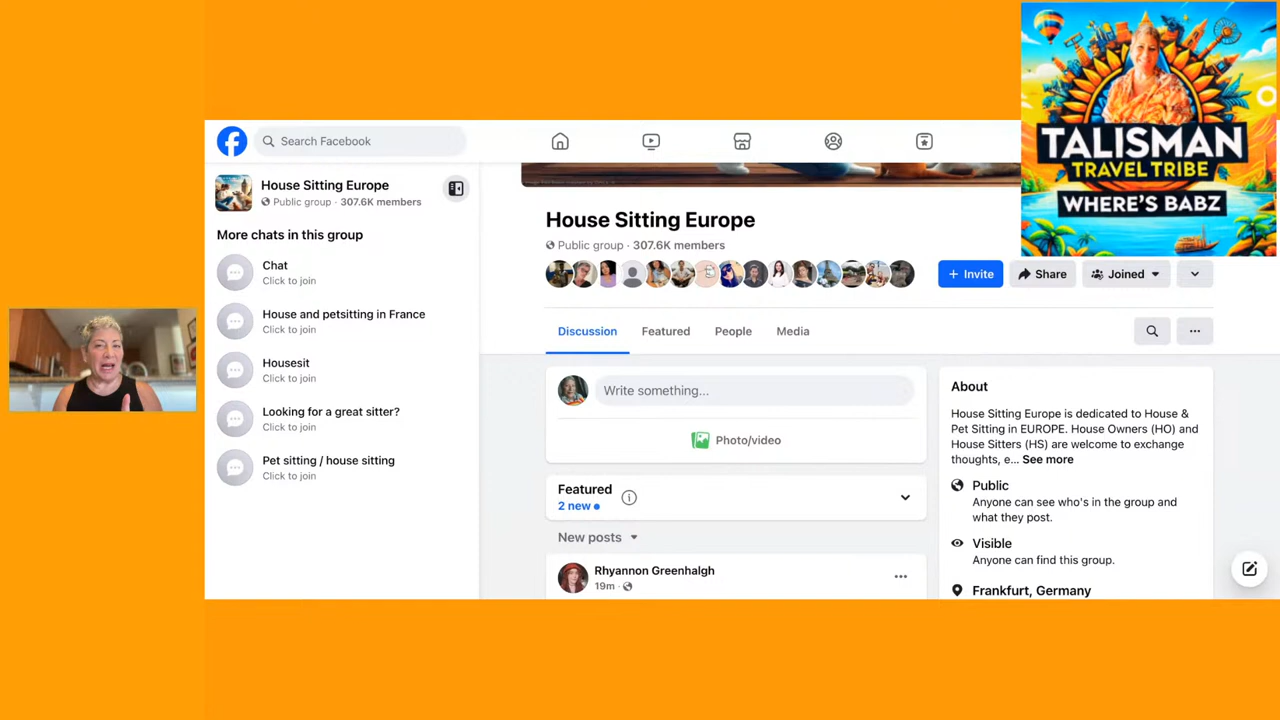 Search Facebook
House Sitting Europe
Public group · 307.6K members
More chats in this group
Chat
Click to join
House and petsitting in France
Click to join
Housesit
Click to join
Looking for a great sitter?
Click to join
Pet sitting / house sitting
Click to join
House Sitting Europe
Public group · 307.6K members
+ Invite
Share
Joined
Discussion
Featured
People
Media
Write something...
Photo/video
Featured
2 new
New posts
Rhyannon Greenhalgh
19m ·
About
House Sitting Europe is dedicated to House &
Pet Sitting in EUROPE. House Owners (HO) and
House Sitters (HS) are welcome to exchange
thoughts, e... See more
Public
Anyone can see who's in the group and
what they post.
Visible
Anyone can find this group.
Frankfurt, Germany
TALISMAN
TRAVEL TRIBE
WHERE'S BABZ